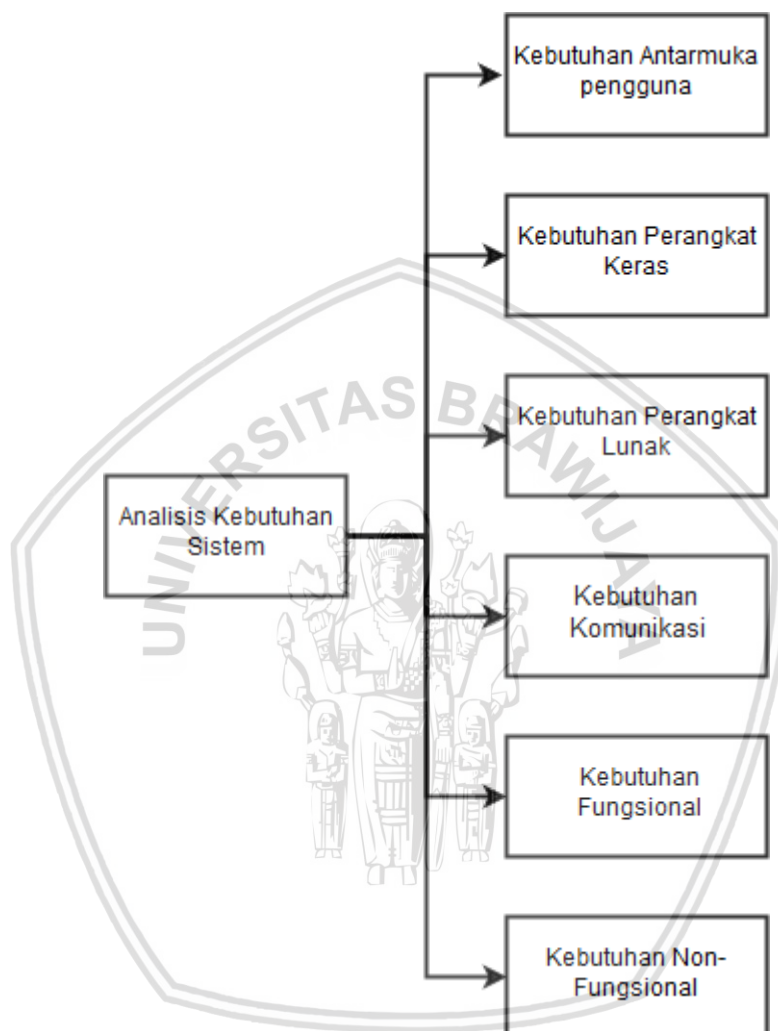 Kebutuhan Antarmuka
pengguna
Kebutuhan Perangkat
Keras
Kebutuhan Perangkat
Lunak
Analisis Kebutuhan
Sistem
Kebutuhan
Komunikasi
Kebutuhan
Fungsional
Kebutuhan Non-
Fungsional
UNIVERSITAS BRAWIJAYA